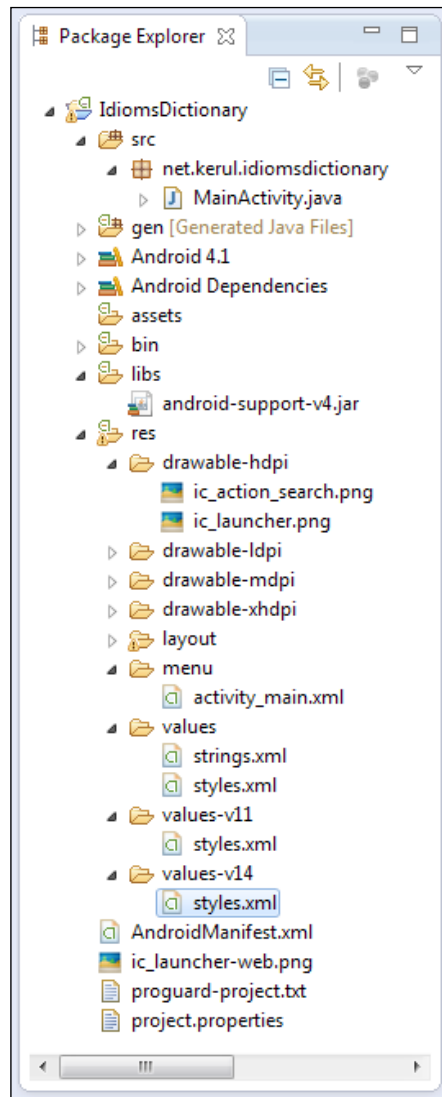 Package Explorer
IdiomsDictionary
src
net.kerul.idiomsdictionary
MainActivity.java
gen [Generated Java Files]
Android 4.1
Android Dependencies
assets
bin
libs
android-support-v4.jar
res
drawable-hdpi
ic_action_search.png
ic_launcher.png
drawable-ldpi
drawable-mdpi
drawable-xhdpi
layout
menu
activity_main.xml
values
strings.xml
styles.xml
values-v11
styles.xml
values-v14
styles.xml
AndroidManifest.xml
ic_launcher-web.png
proguard-project.txt
project.properties